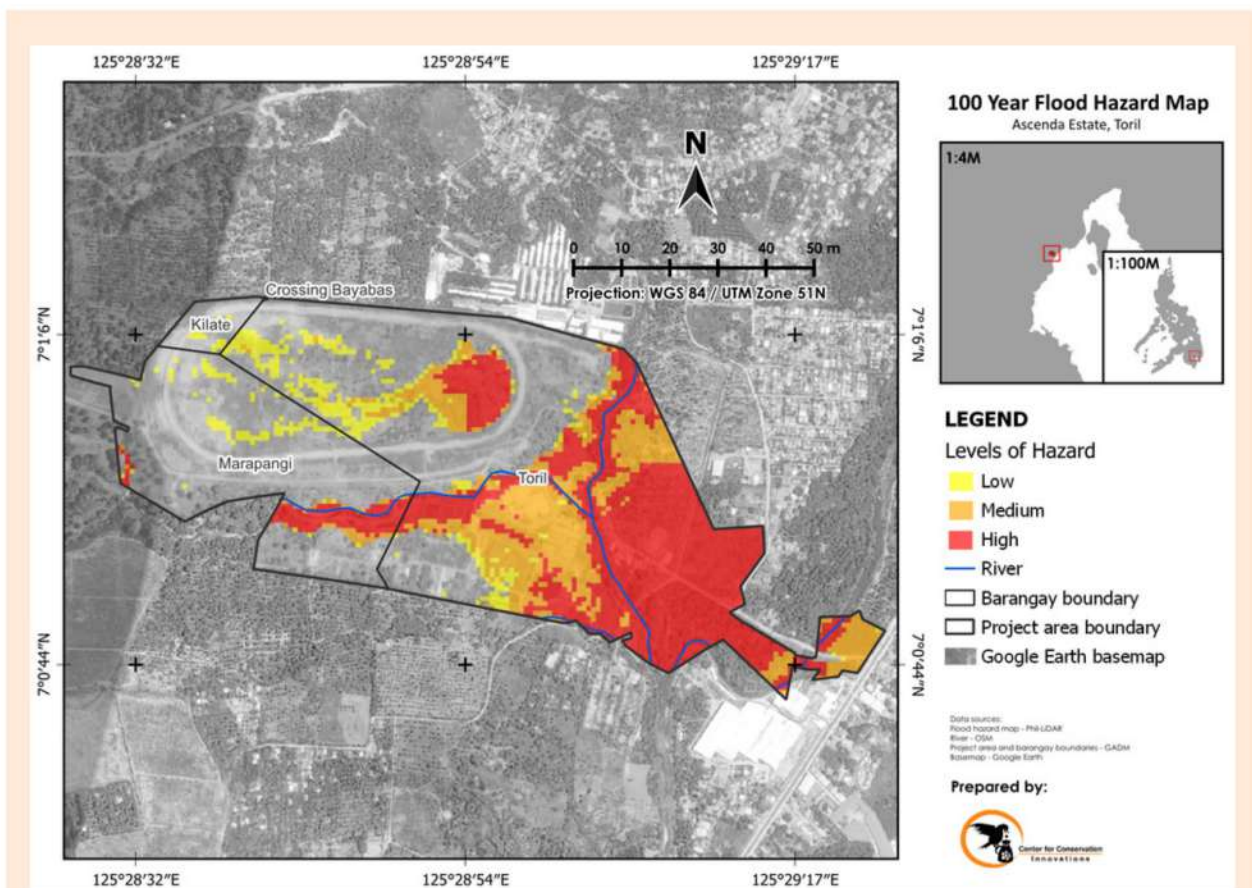 125°28′32″E 125°28′54″E 125°29′17″E
100 Year Flood Hazard Map
Ascenda Estate, Toril
1:4M
1:100M
N
0 10 20 30 40 50 m
Projection: WGS 84 / UTM Zone 51N
Crossing Bayabas
Kilate
Marapangi
Toril
7°1′6″N
7°1′6″N
7°0′44″N
7°0′44″N
LEGEND
Levels of Hazard
Low
Medium
High
River
Barangay boundary
Project area boundary
Google Earth basemap
Data sources:
Flood hazard map - Phil-LiDAR
River - OSM
Project area and barangay boundaries - GADM
Basemap - Google Earth
Prepared by:
Center for Conservation
Innovations
125°28′32″E 125°28′54″E 125°29′17″E